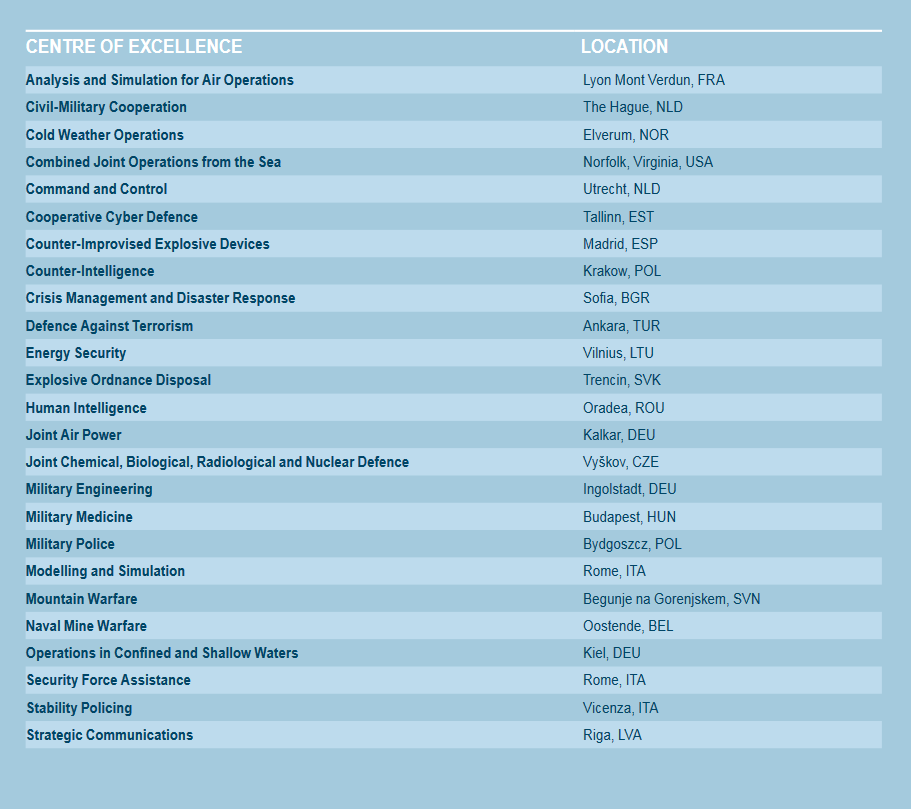 CENTRE OF EXCELLENCE LOCATION
Analysis and Simulation for Air Operations Lyon Mont Verdun, FRA
Civil-Military Cooperation The Hague, NLD
Cold Weather Operations Elverum, NOR
Combined Joint Operations from the Sea Norfolk, Virginia, USA
Command and Control Utrecht, NLD
Cooperative Cyber Defence Tallinn, EST
Counter-Improvised Explosive Devices Madrid, ESP
Counter-Intelligence Krakow, POL
Crisis Management and Disaster Response Sofia, BGR
Defence Against Terrorism Ankara, TUR
Energy Security Vilnius, LTU
Explosive Ordnance Disposal Trencin, SVK
Human Intelligence Oradea, ROU
Joint Air Power Kalkar, DEU
Joint Chemical, Biological, Radiological and Nuclear Defence Vyškov, CZE
Military Engineering Ingolstadt, DEU
Military Medicine Budapest, HUN
Military Police Bydgoszcz, POL
Modelling and Simulation Rome, ITA
Mountain Warfare Begunje na Gorenjskem, SVN
Naval Mine Warfare Oostende, BEL
Operations in Confined and Shallow Waters Kiel, DEU
Security Force Assistance Rome, ITA
Stability Policing Vicenza, ITA
Strategic Communications Riga, LVA